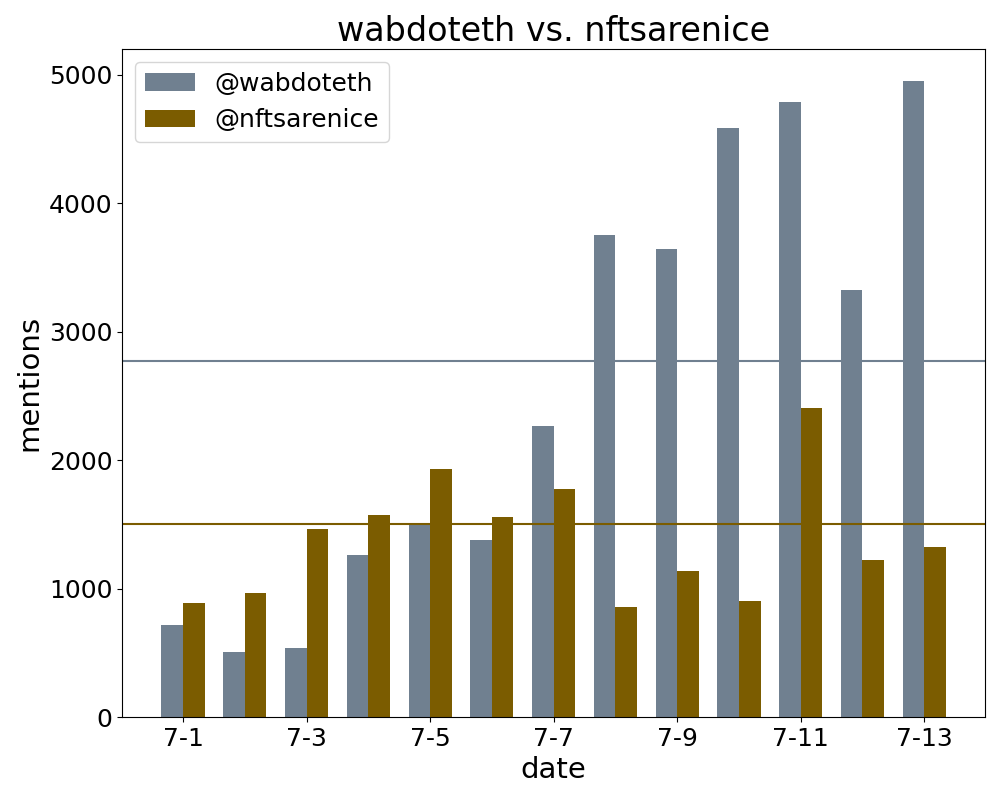 wabdoteth vs. nftsarenice
@wabdoteth
@nftsarenice
5000
4000
3000
2000
1000
0
mentions
7-1 7-3 7-5 7-7 7-9 7-11 7-13
date